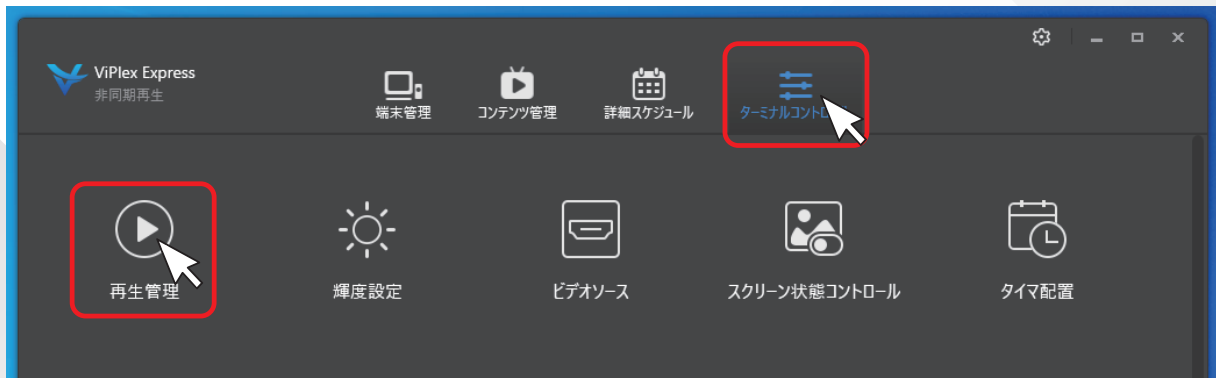 ViPlex Express
非同期再生
端末管理
コンテンツ管理
詳細スケジュール
ターミナルコント
再生管理
輝度設定
ビデオソース
スクリーン状態コントロール
タイマ配置